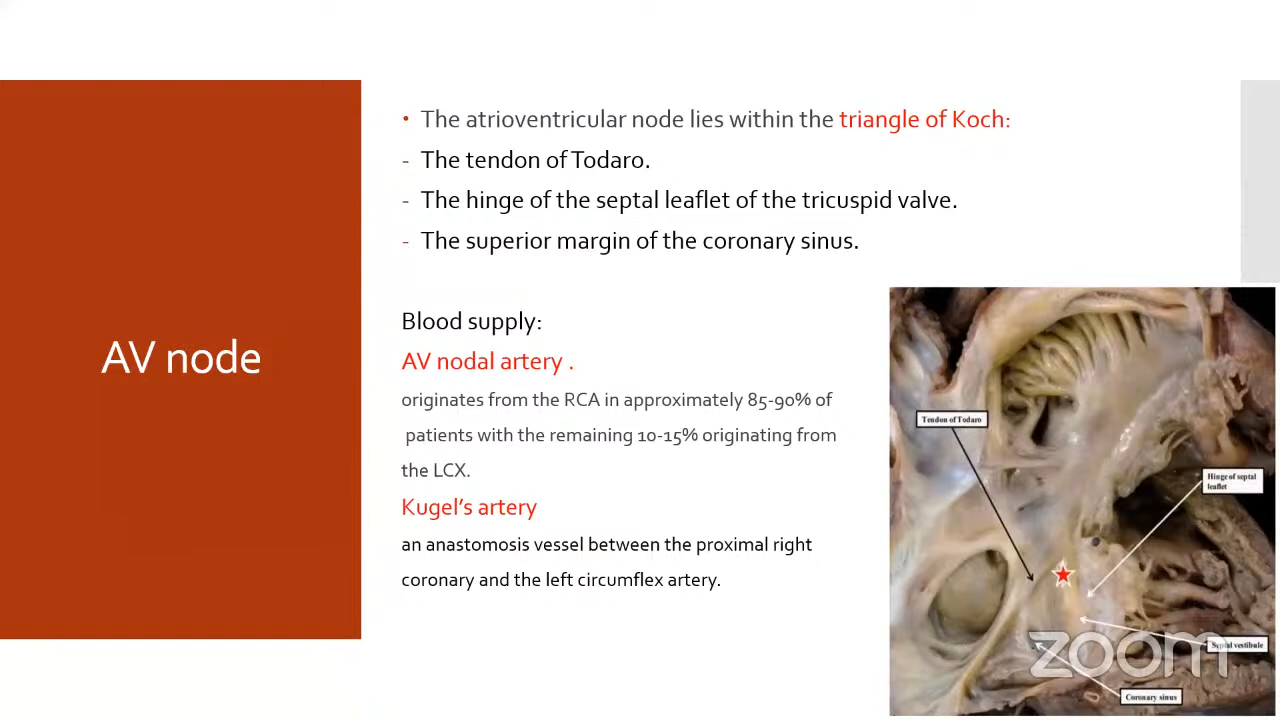 • The atrioventricular node lies within the triangle of Koch:
- The tendon of Todaro.
- The hinge of the septal leaflet of the tricuspid valve.
- The superior margin of the coronary sinus.
Blood supply:
AV node
AV nodal artery .
originates from the RCA in approximately 85-90% of
patients with the remaining 10-15% originating from
the LCX.
Kugel's artery
an anastomosis vessel between the proximal right
coronary and the left circumflex artery.
Tendon of Todaro
Hinge of septal
leaflet
Septal vestibule
Coronary sinus
zoom